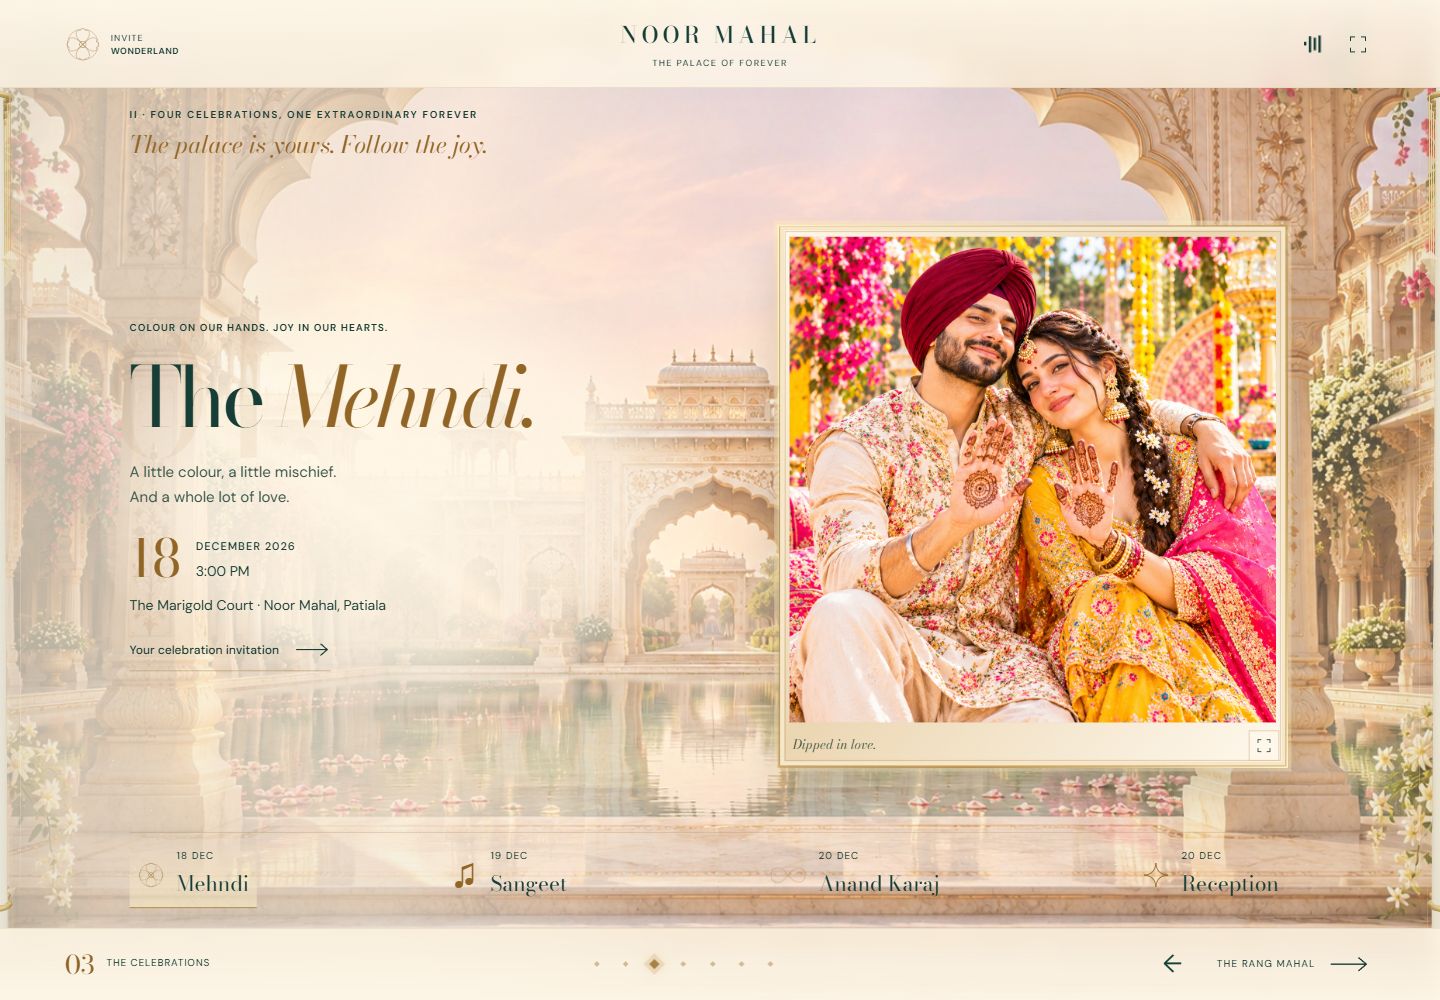 INVITE
WONDERLAND
NOOR MAHAL
THE PALACE OF FOREVER
II · FOUR CELEBRATIONS, ONE EXTRAORDINARY FOREVER
The palace is yours. Follow the joy.
COLOUR ON OUR HANDS. JOY IN OUR HEARTS.
The Mehndi.
A little colour, a little mischief.
And a whole lot of love.
18
DECEMBER 2026
3:00 PM
The Marigold Court · Noor Mahal, Patiala
Your celebration invitation
Dipped in love.
18 DEC
Mehndi
19 DEC
Sangeet
20 DEC
Anand Karaj
20 DEC
Reception
03 THE CELEBRATIONS
THE RANG MAHAL